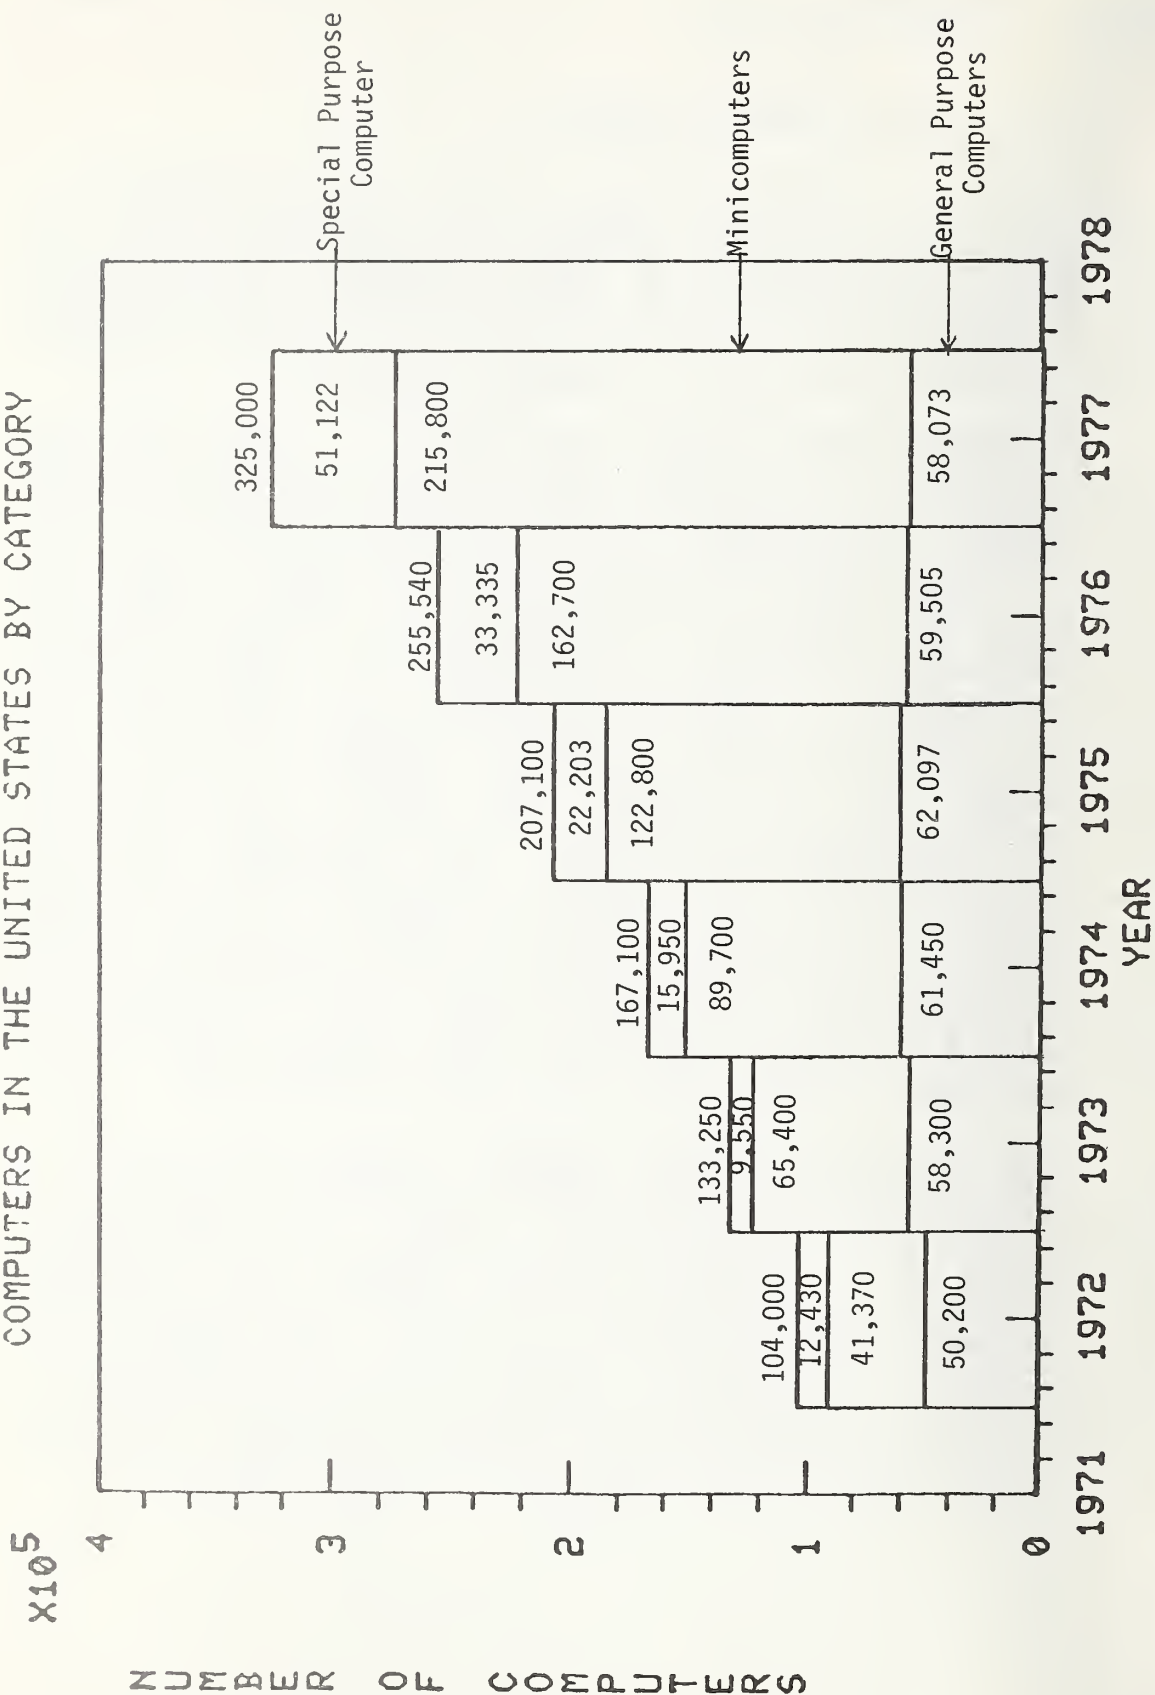 COMPUTERS IN THE UNITED STATES BY CATEGORY
X10⁵
NUMBER OF COMPUTERS
4
3
2
1
0
104,000
12,430
41,370
50,200
133,250
9,550
65,400
58,300
167,100
15,950
89,700
61,450
207,100
22,203
122,800
62,097
255,540
33,335
162,700
59,505
325,000
51,122
215,800
58,073
Special Purpose
Computer
Minicomputers
General Purpose
Computers
1971 1972 1973 1974 1975 1976 1977 1978
YEAR